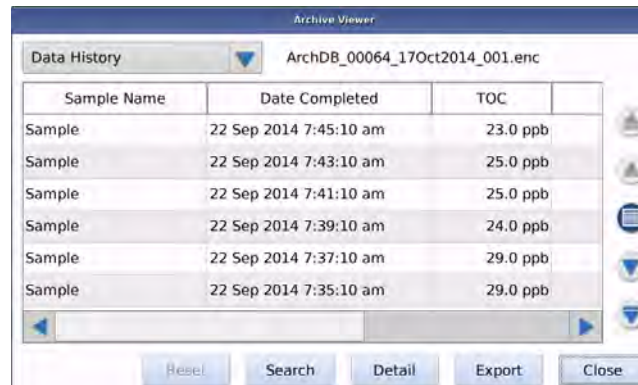 Archive Viewer
Data History ArchDB_00064_17Oct2014_001.enc
Sample Name Date Completed TOC
Sample 22 Sep 2014 7:45:10 am 23.0 ppb
Sample 22 Sep 2014 7:43:10 am 25.0 ppb
Sample 22 Sep 2014 7:41:10 am 25.0 ppb
Sample 22 Sep 2014 7:39:10 am 24.0 ppb
Sample 22 Sep 2014 7:37:10 am 29.0 ppb
Sample 22 Sep 2014 7:35:10 am 29.0 ppb
Reset Search Detail Export Close